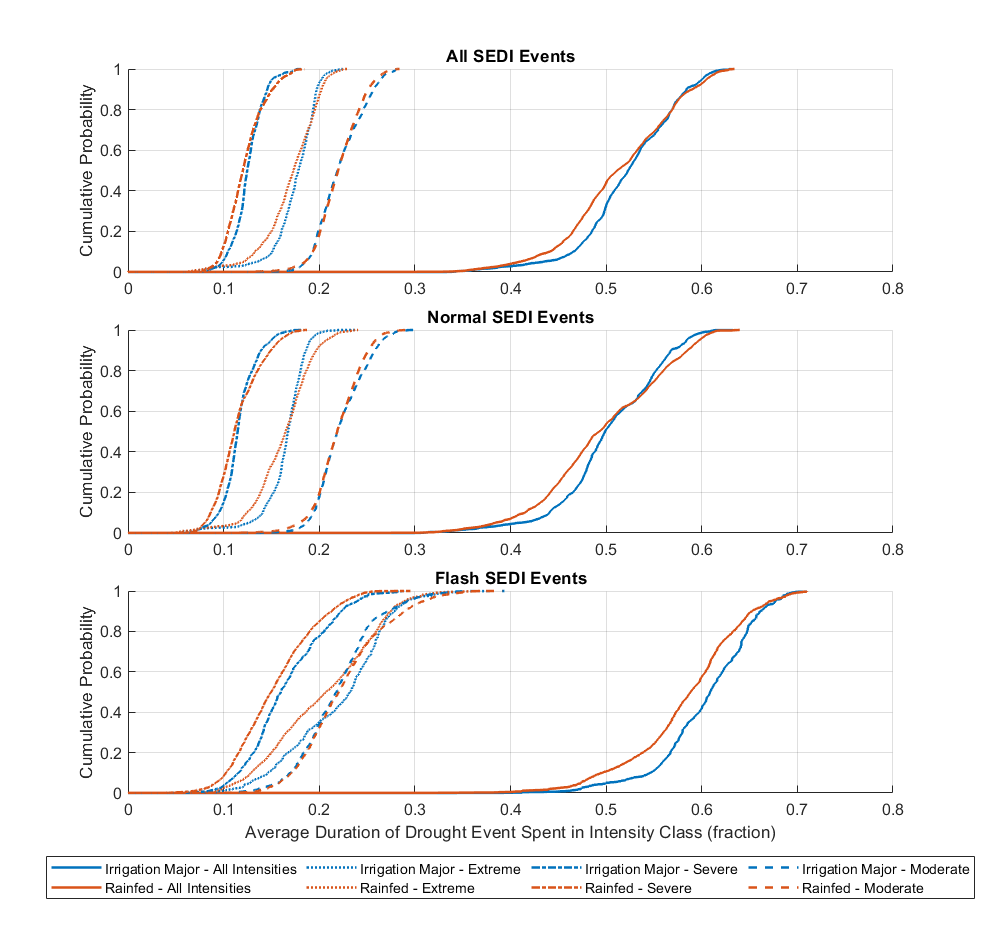 All SEDI Events
Cumulative Probability
1
0.8
0.6
0.4
0.2
0
0 0.1 0.2 0.3 0.4 0.5 0.6 0.7 0.8
Normal SEDI Events
Cumulative Probability
1
0.8
0.6
0.4
0.2
0
0 0.1 0.2 0.3 0.4 0.5 0.6 0.7 0.8
Flash SEDI Events
Cumulative Probability
1
0.8
0.6
0.4
0.2
0
0 0.1 0.2 0.3 0.4 0.5 0.6 0.7 0.8
Average Duration of Drought Event Spent in Intensity Class (fraction)
Irrigation Major - All Intensities Irrigation Major - Extreme Irrigation Major - Severe Irrigation Major - Moderate
Rainfed - All Intensities Rainfed - Extreme Rainfed - Severe Rainfed - Moderate